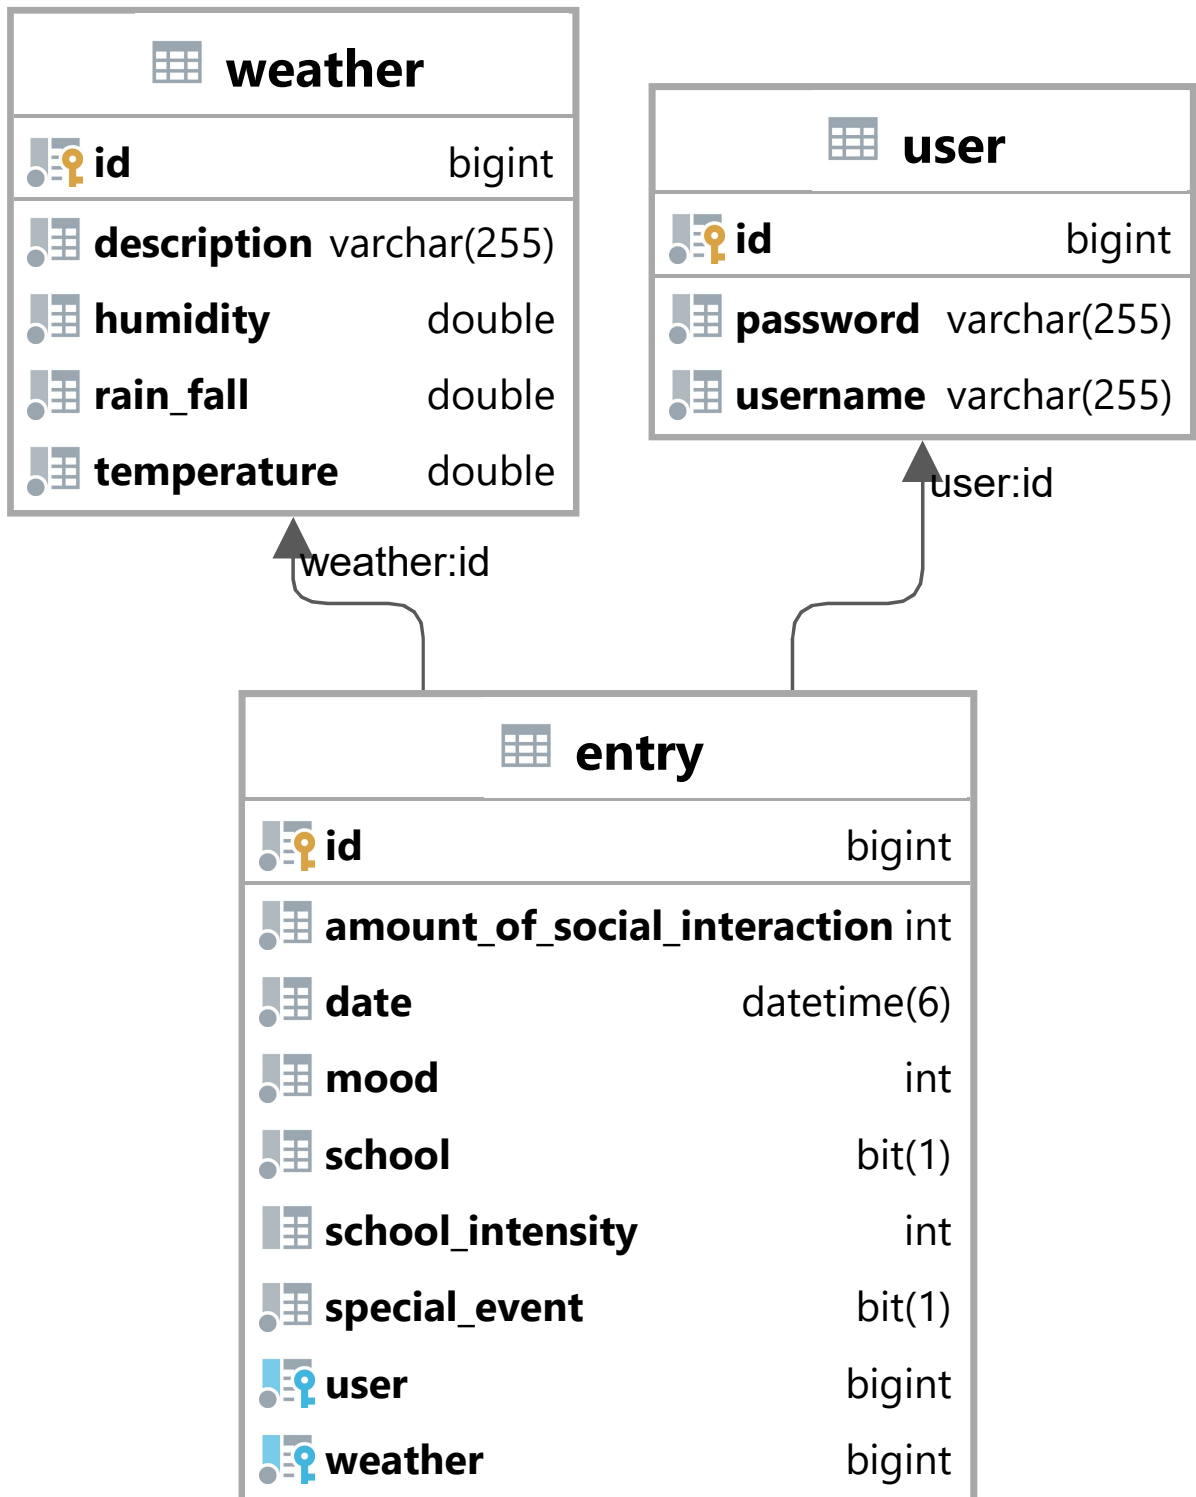 weather
id bigint
description varchar(255)
humidity double
rain_fall double
temperature double
user
id bigint
password varchar(255)
username varchar(255)
weather:id
user:id
entry
id bigint
amount_of_social_interaction int
date datetime(6)
mood int
school bit(1)
school_intensity int
special_event bit(1)
user bigint
weather bigint